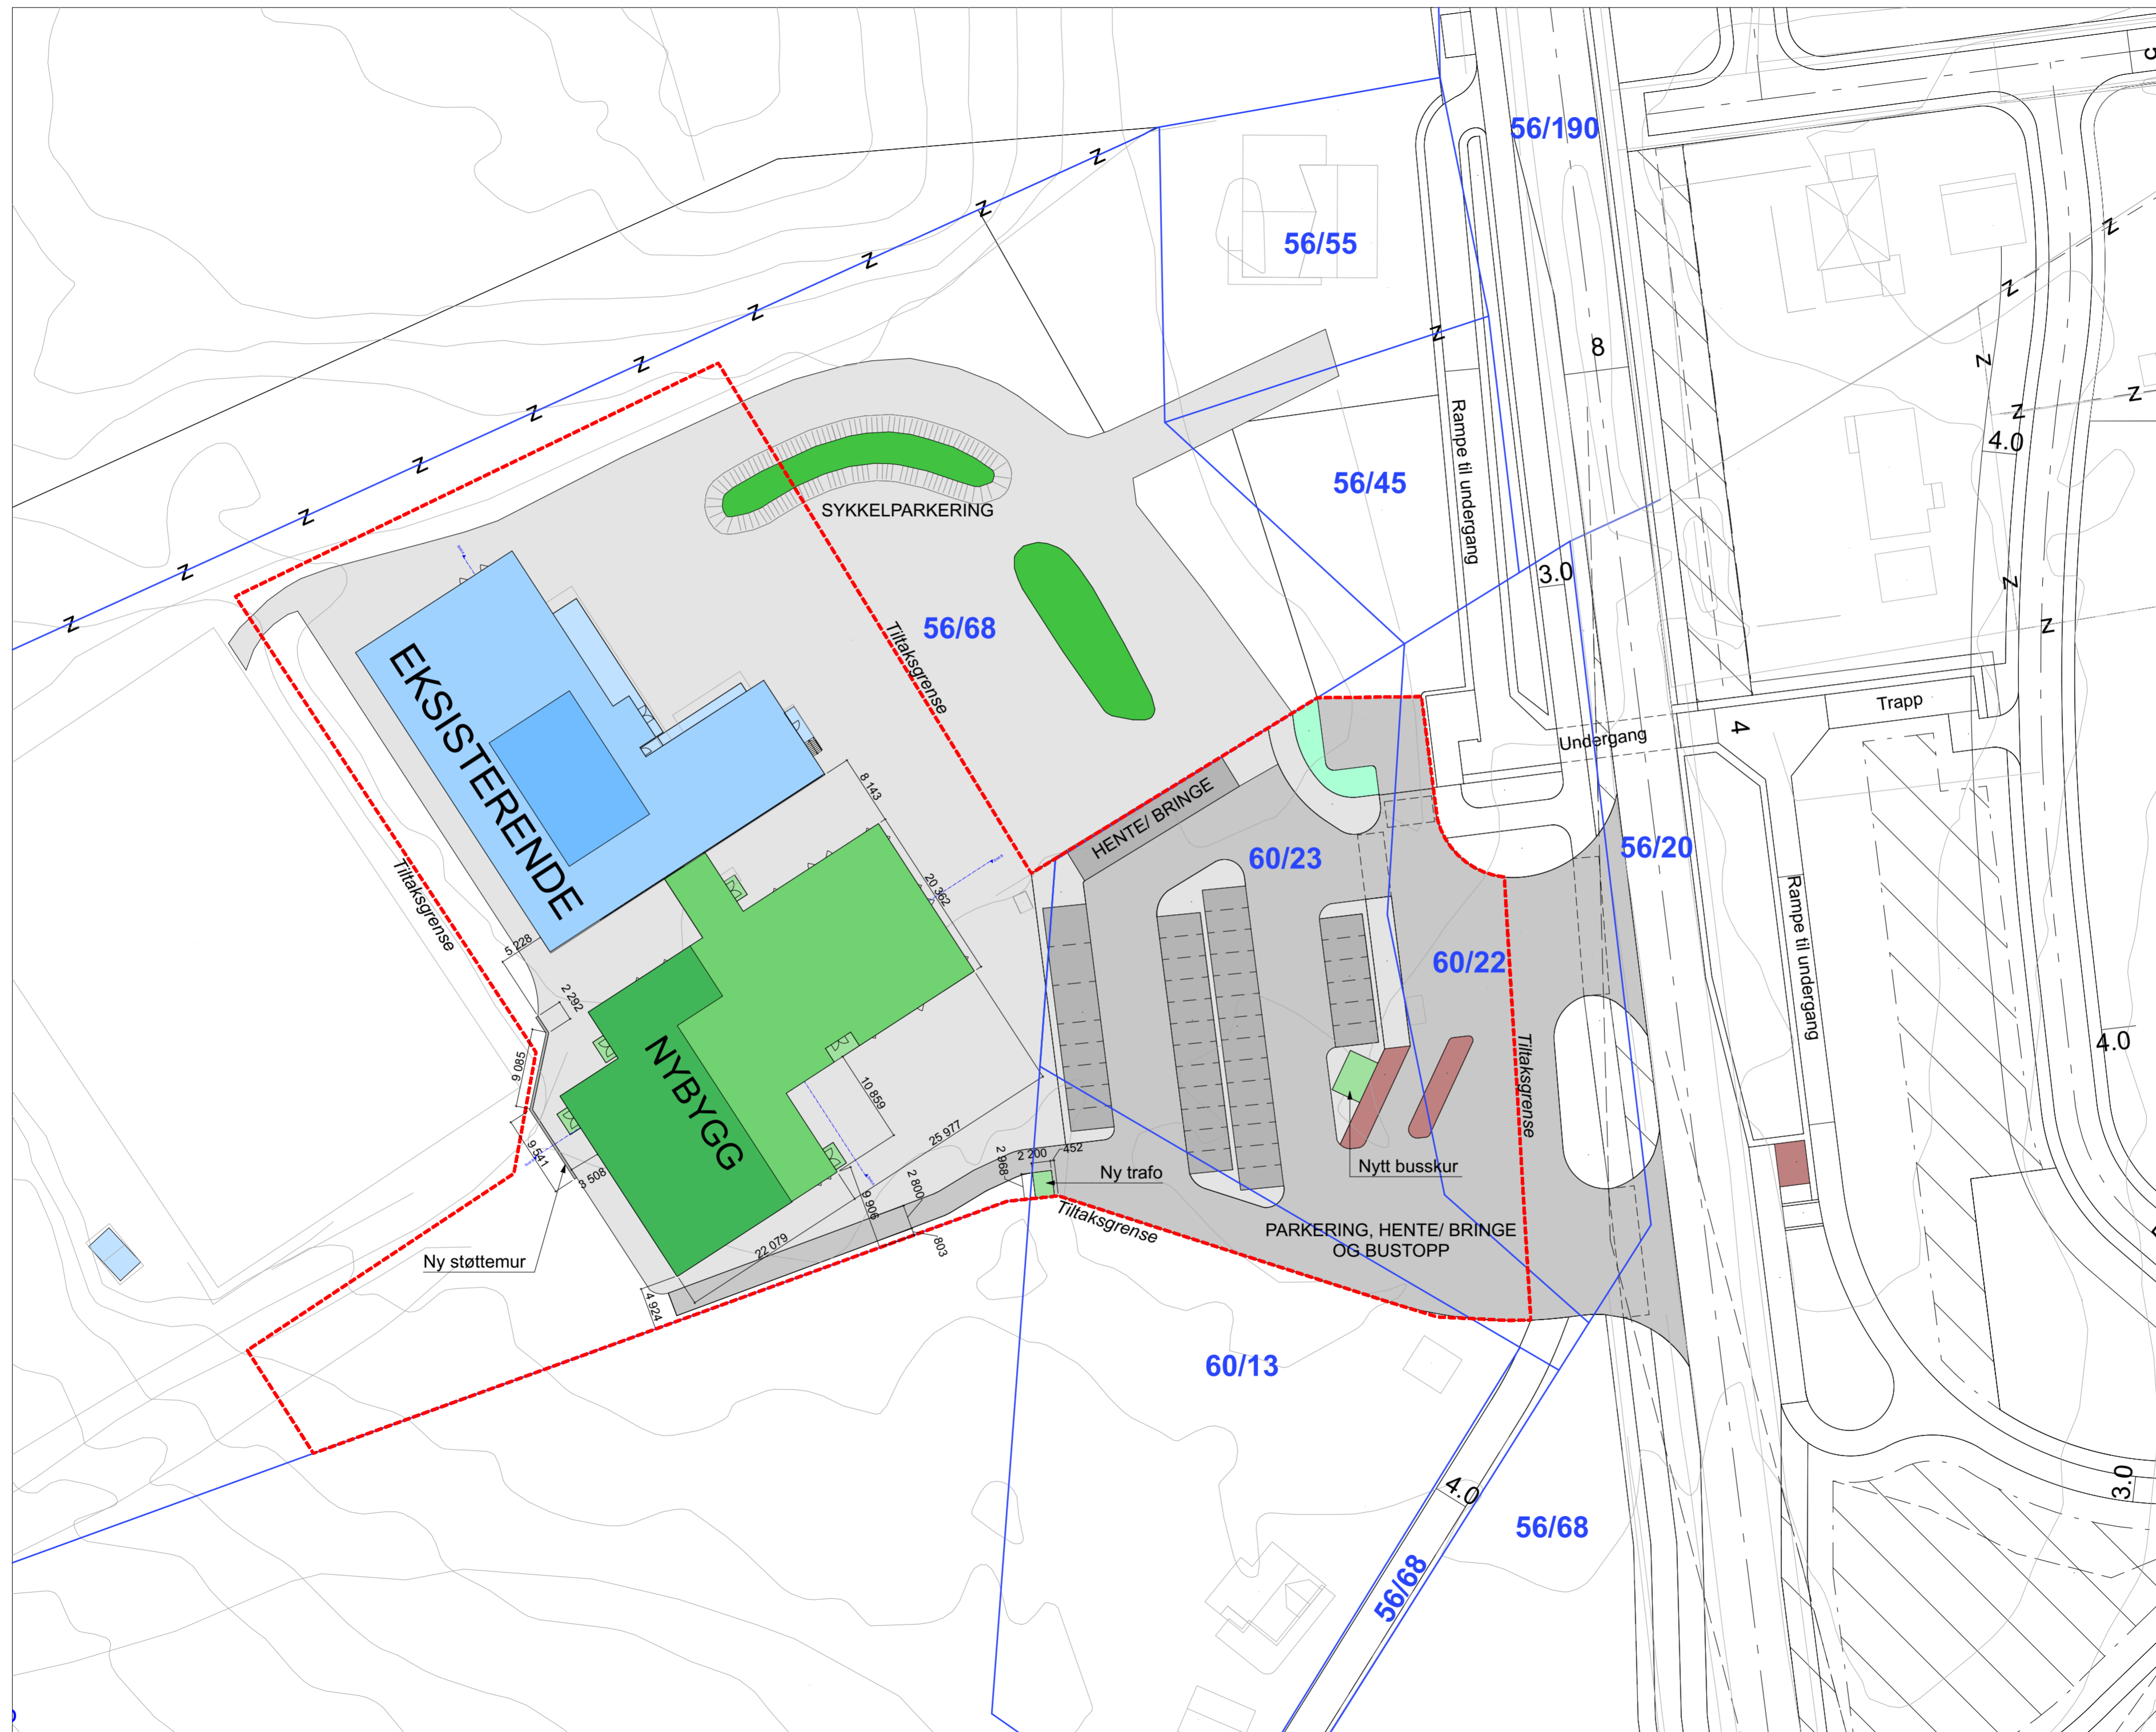 56/190
56/55
8
4.0
56/45
Rampe til undergang
SYKKELPARKERING
3.0
56/68
Tiltaksgrense
EKSISTERENDE
Trapp
4
Undergang
8 143
HENTE/ BRINGE
60/23
56/20
20 362
Tiltaksgrense
5 228
60/22
Rampe til undergang
2 292
9 085
NYBYGG
Tiltaksgrense
4.0
10 859
25 977
9 541
3 508
2 968
2 200
452
Ny trafo
Nytt busskur
2 800
9 906
803
Tiltaksgrense
PARKERING, HENTE/ BRINGE
OG BUSTOPP
22 079
Ny støttemur
4 924
60/13
4.0
3.0
56/68
56/68